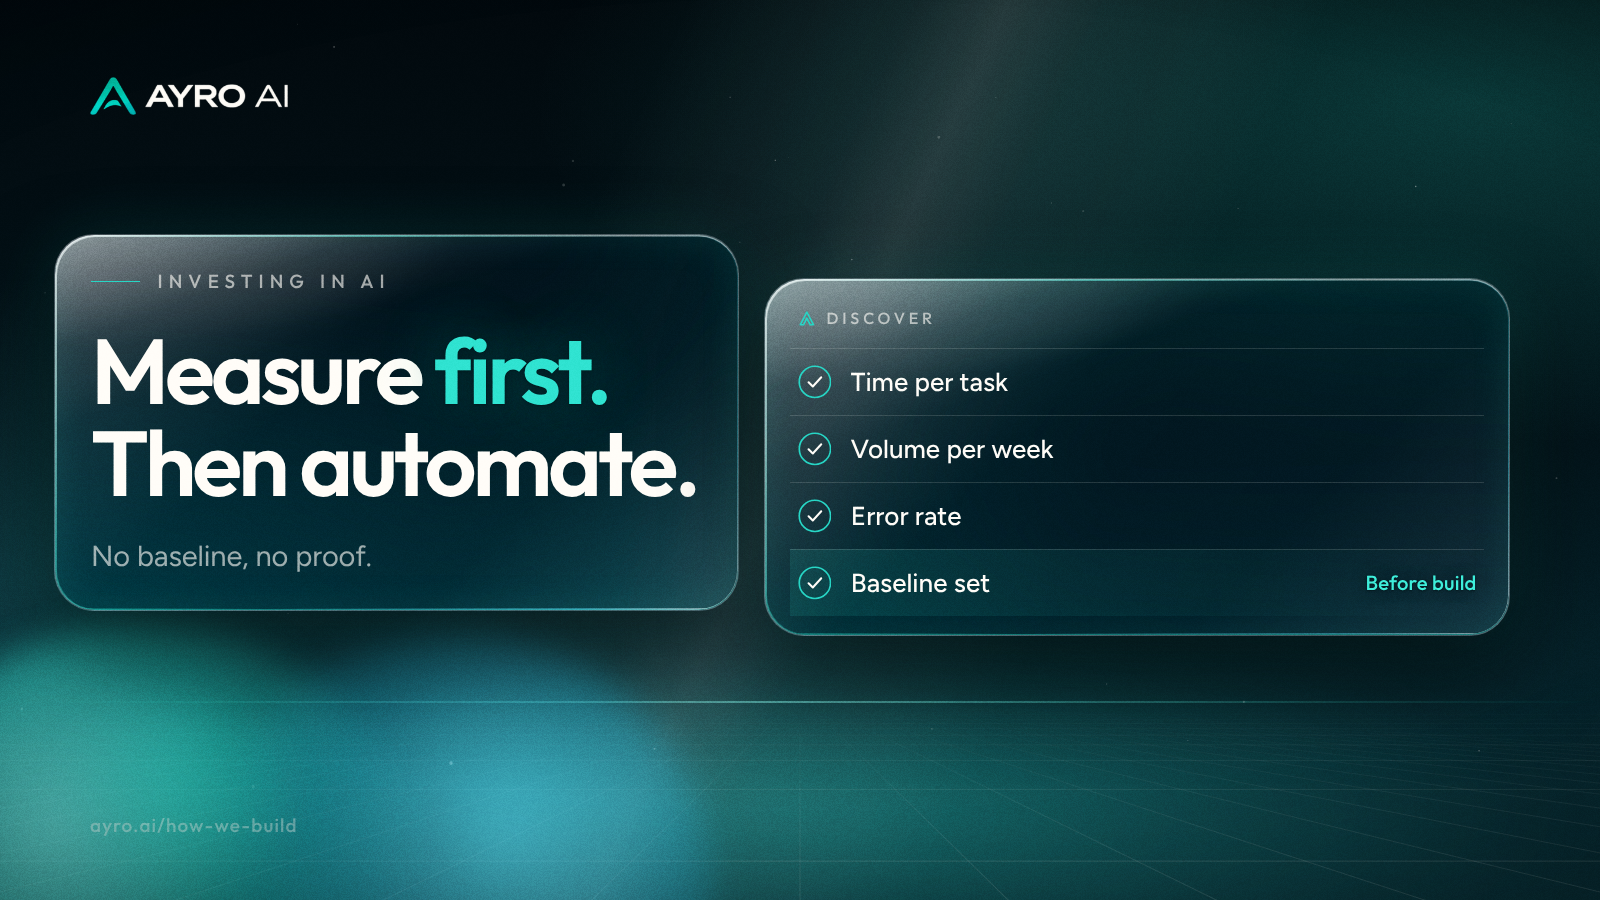 AYRO AI
INVESTING IN AI
Measure first.
Then automate.
No baseline, no proof.
DISCOVER
Time per task
Volume per week
Error rate
Baseline set
Before build
ayro.ai/how-we-build